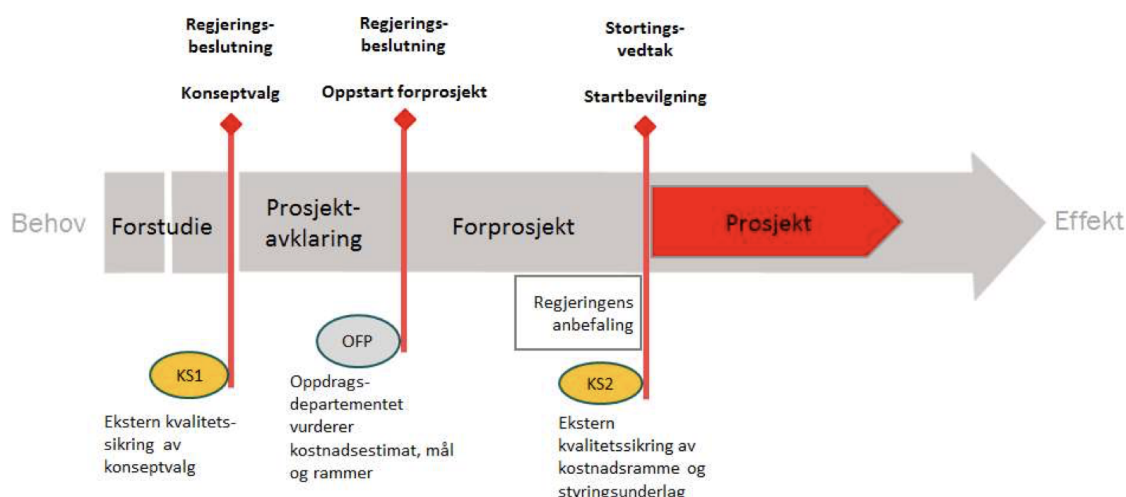 Regjerings-
beslutning
Konseptvalg
Regjerings-
beslutning
Oppstart forprosjekt
Stortings-
vedtak
Startbevilgning
Behov
Forstudie
Prosjekt-
avklaring
Forprosjekt
Prosjekt
Effekt
Regjeringens
anbefaling
KS1
Ekstern kvalitets-
sikring av
konseptvalg
OFP
Oppdrags-
departementet
vurderer
kostnadsestimat, mål
og rammer
KS2
Ekstern
kvalitetssikring av
kostnadsramme og
styringsunderlag